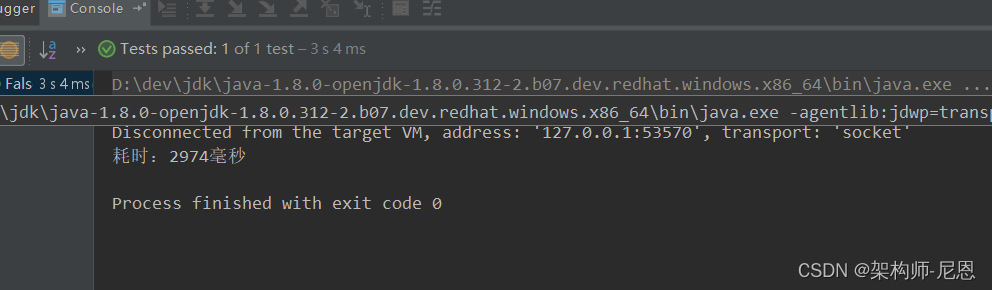 ugger Console
Tests passed: 1 of 1 test – 3 s 4 ms
Fals 3 s 4 ms D:\dev\jdk\java-1.8.0-openjdk-1.8.0.312-2.b07.dev.redhat.windows.x86_64\bin\java.exe ...
\jdk\java-1.8.0-openjdk-1.8.0.312-2.b07.dev.redhat.windows.x86_64\bin\java.exe -agentlib:jdwp=transp
Disconnected from the target VM, address: '127.0.0.1:53570', transport: 'socket'
耗时：2974毫秒
Process finished with exit code 0
CSDN @架构师-尼恩